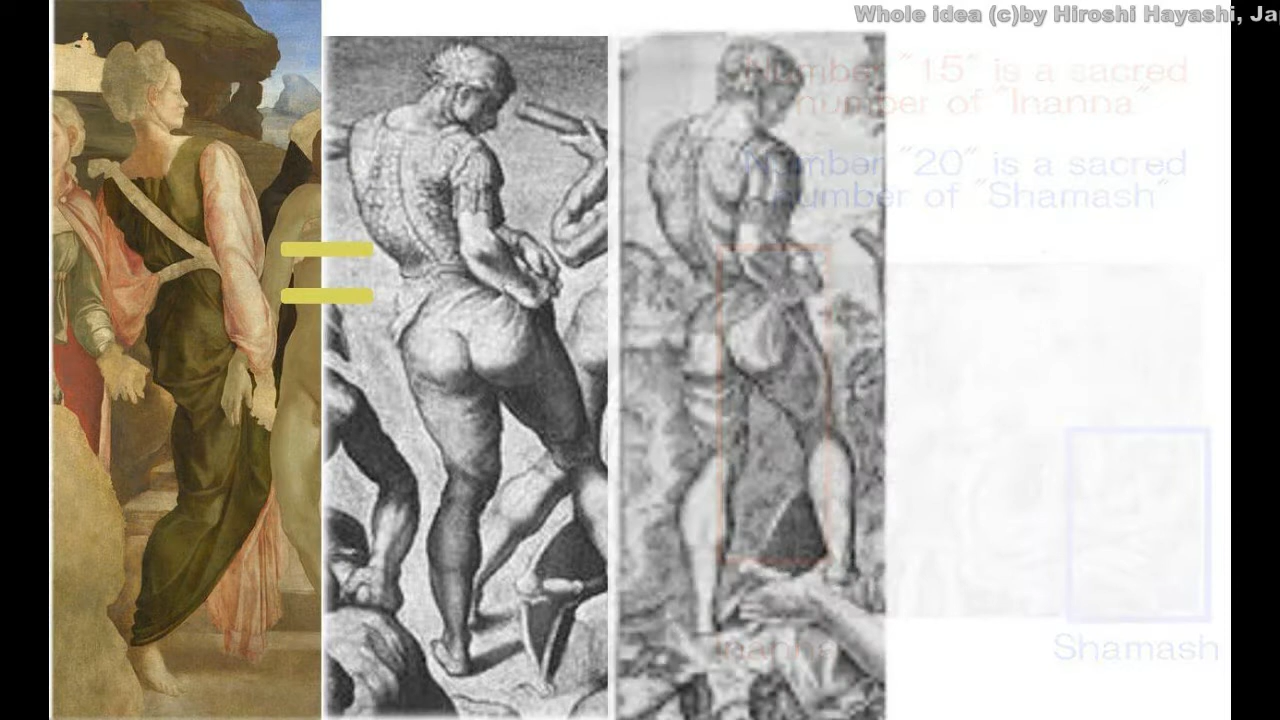 Whole idea (c)by Hiroshi Hayashi, Ja
Number "15" is a sacred
number of "Inanna"
Number "20" is a sacred
number of "Shamash"
Inanna
Shamash